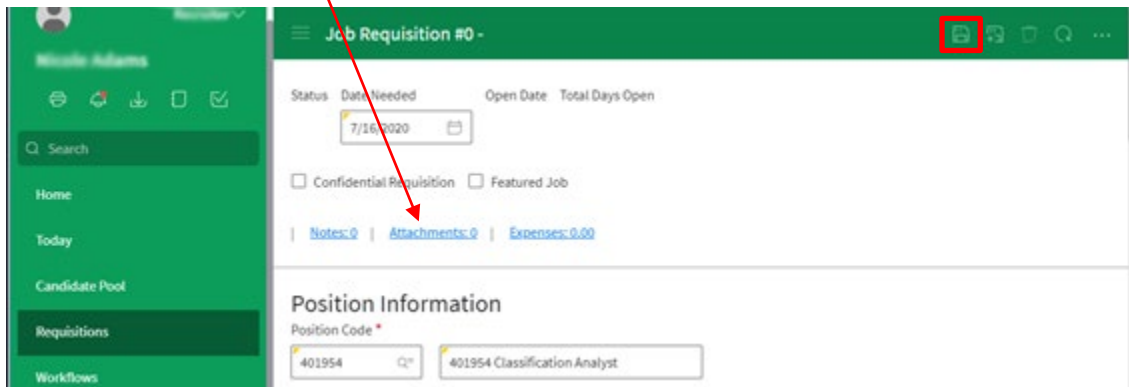 Job Requisition #0 -
Status Date Needed Open Date Total Days Open
7/16/2020
Search
Confidential Requisition Featured Job
Home
| Notes: 0 | Attachments: 0 | Expenses: 0.00
Today
Candidate Pool
Position Information
Position Code *
Requisitions
401954 401954 Classification Analyst
Workflows